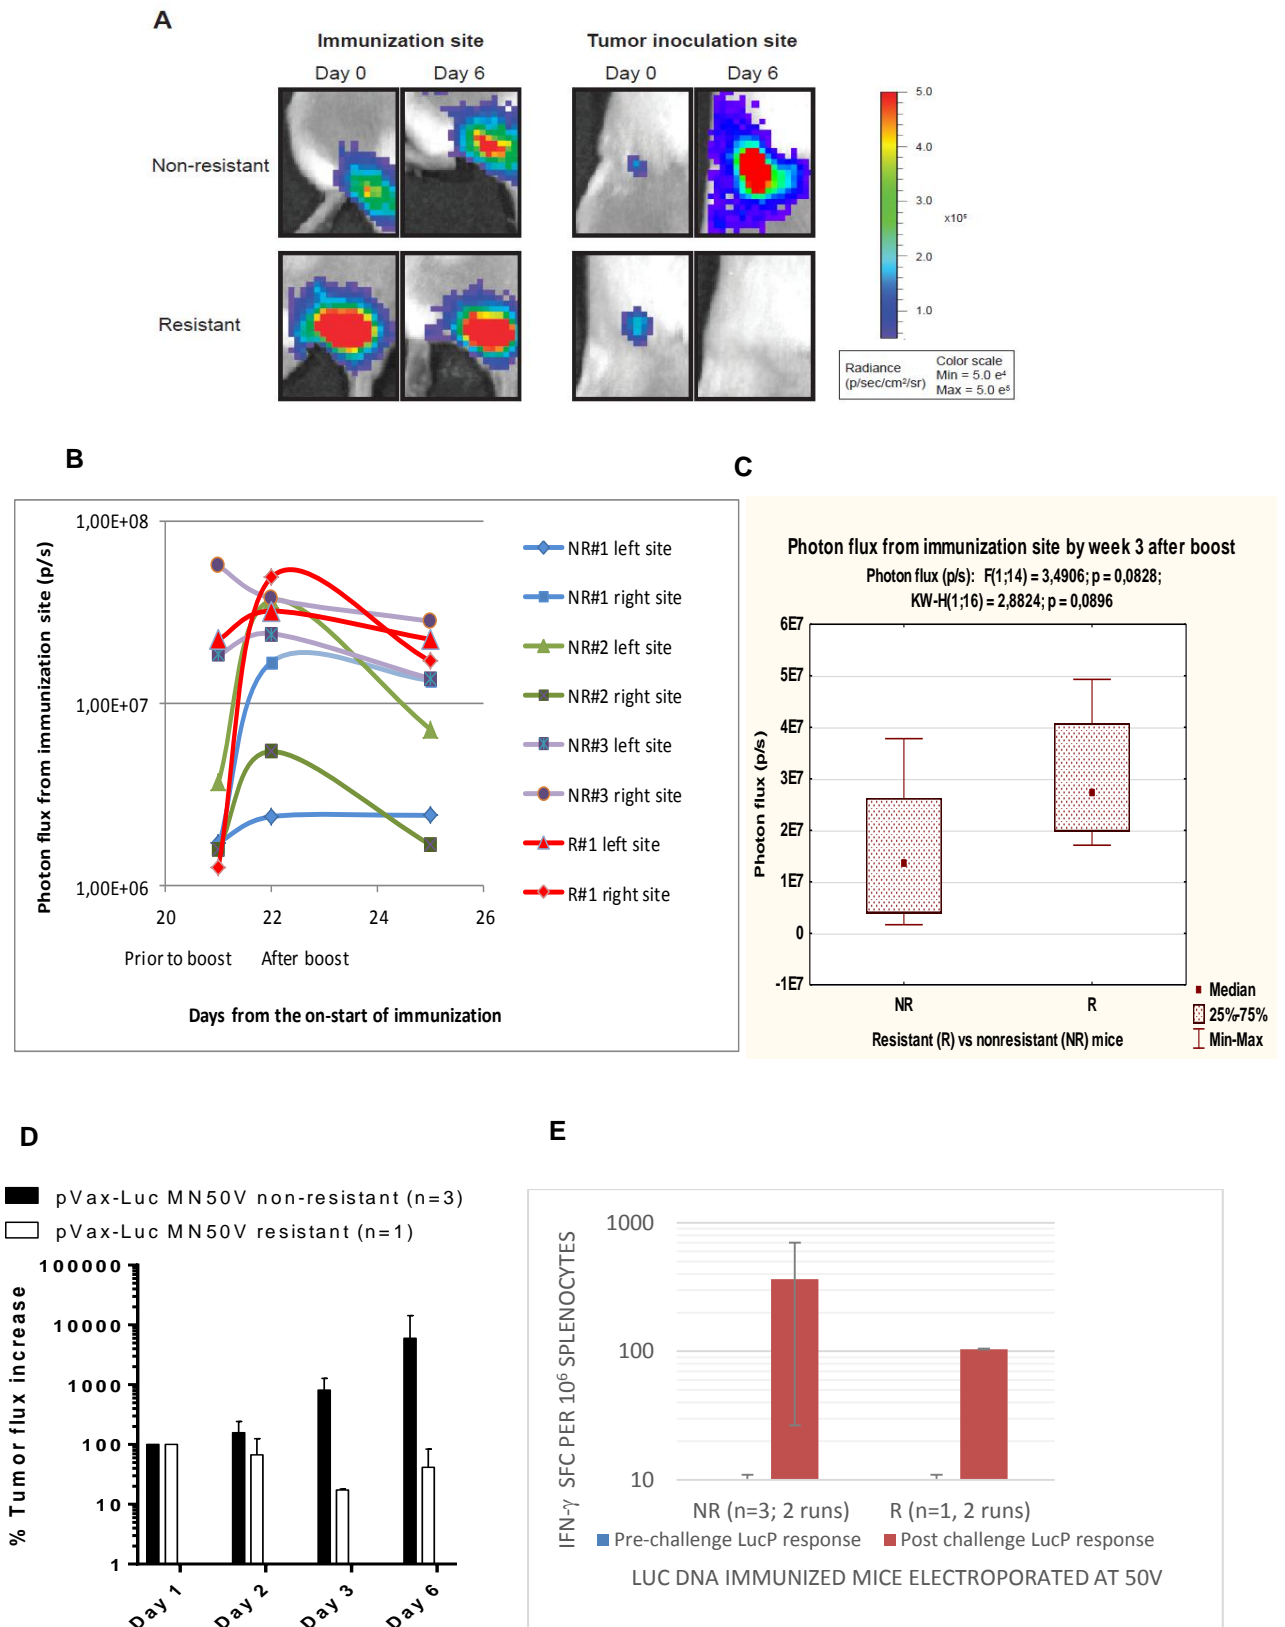 A
Immunization site
Tumor inoculation site
Day 0
Day 6
Day 0
Day 6
Non-resistant
Resistant
5.0
4.0
3.0
x10⁵
2.0
1.0
Radiance
(p/sec/cm²/sr)
Color scale
Min = 5.0 e⁴
Max = 5.0 e⁵
B
Photon flux from immunization site (p/s)
1,00E+08
1,00E+07
1,00E+06
20
22
24
26
Prior to boost
After boost
Days from the on-start of immunization
NR#1 left site
NR#1 right site
NR#2 left site
NR#2 right site
NR#3 left site
NR#3 right site
R#1 left site
R#1 right site
C
Photon flux from immunization site by week 3 after boost
Photon flux (p/s): F(1;14) = 3,4906; p = 0,0828;
KW-H(1;16) = 2,8824; p = 0,0896
Photon flux (p/s)
6E7
5E7
4E7
3E7
2E7
1E7
0
-1E7
NR
R
Resistant (R) vs nonresistant (NR) mice
Median
25%-75%
Min-Max
D
pVax-Luc MN50V non-resistant (n=3)
pVax-Luc MN50V resistant (n=1)
% Tumor flux increase
100000
10000
1000
100
10
1
Day 1
Day 2
Day 3
Day 6
E
IFN-γ SFC PER 10⁶ SPLENOCYTES
1000
100
10
NR (n=3; 2 runs)
R (n=1, 2 runs)
Pre-challenge LucP response
Post challenge LucP response
LUC DNA IMMUNIZED MICE ELECTROPORATED AT 50V